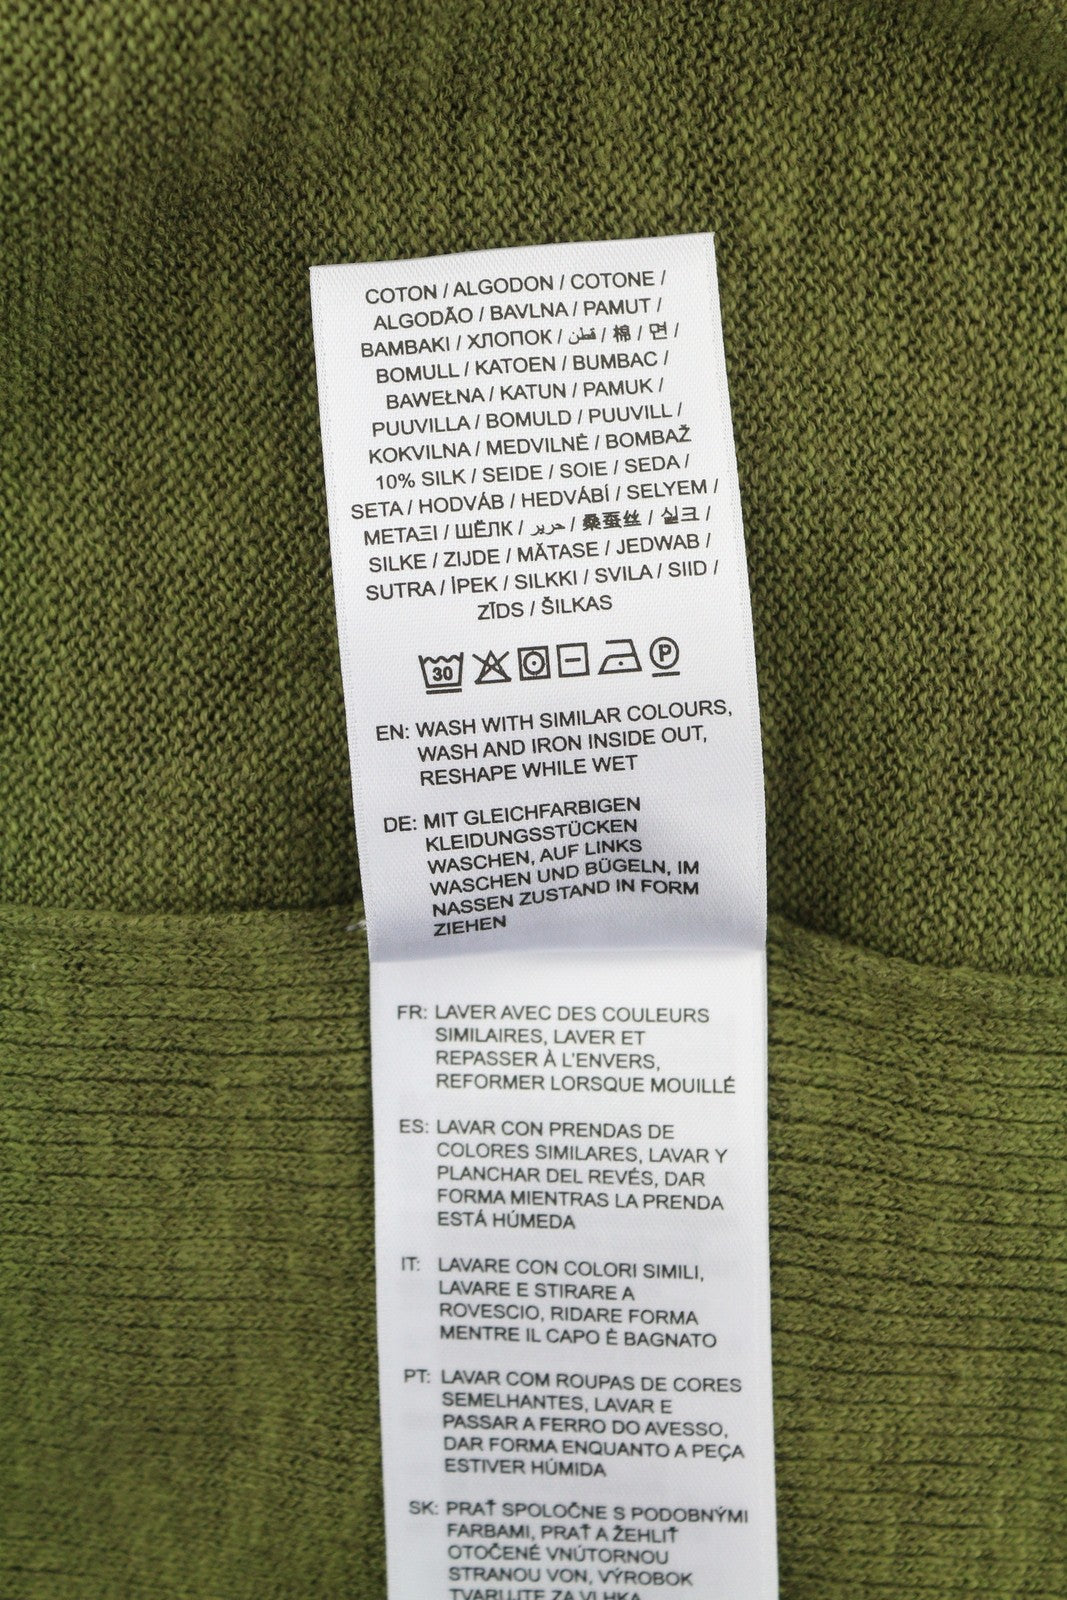 COTON / ALGODON / COTONE /
ALGODÃO / BAVLNA / PAMUT /
BAMBAKI / ХЛОПОК / قطن / 棉 / 면 /
BOMULL / KATOEN / BUMBAC /
BAWEŁNA / KATUN / PAMUK /
PUUVILLA / BOMULD / PUUVILL /
KOKVILNA / MEDVILNĖ / BOMBAŽ
10% SILK / SEIDE / SOIE / SEDA /
SETA / HODVÁB / HEDVÁBÍ / SELYEM /
ΜΕΤΑΞΙ / ШЁЛК / حرير / 桑蚕丝 / 실크 /
SILKE / ZIJDE / MĂTASE / JEDWAB /
SUTRA / İPEK / SILKKI / SVILA / SIID /
ZĪDS / ŠILKAS
30 P
EN: WASH WITH SIMILAR COLOURS,
WASH AND IRON INSIDE OUT,
RESHAPE WHILE WET
DE: MIT GLEICHFARBIGEN
KLEIDUNGSSTÜCKEN
WASCHEN, AUF LINKS
WASCHEN UND BÜGELN, IM
NASSEN ZUSTAND IN FORM
ZIEHEN
FR: LAVER AVEC DES COULEURS
SIMILAIRES, LAVER ET
REPASSER À L'ENVERS,
REFORMER LORSQUE MOUILLÉ
ES: LAVAR CON PRENDAS DE
COLORES SIMILARES, LAVAR Y
PLANCHAR DEL REVÉS, DAR
FORMA MIENTRAS LA PRENDA
ESTÁ HÚMEDA
IT: LAVARE CON COLORI SIMILI,
LAVARE E STIRARE A
ROVESCIO, RIDARE FORMA
MENTRE IL CAPO È BAGNATO
PT: LAVAR COM ROUPAS DE CORES
SEMELHANTES, LAVAR E
PASSAR A FERRO DO AVESSO,
DAR FORMA ENQUANTO A PEÇA
ESTIVER HÚMIDA
SK: PRAŤ SPOLOČNE S PODOBNÝMI
FARBAMI, PRAŤ A ŽEHLIŤ
OTOČENÉ VNÚTORNOU
STRANOU VON, VÝROBOK
TVARUJTE ZA VLHKA